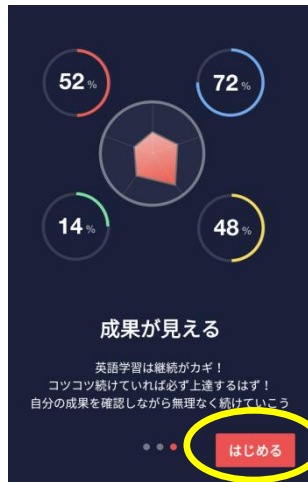 52%
72%
14%
48%
成果が見える
英語学習は継続がカギ！
コツコツ続けていれば必ず上達するはず！
自分の成果を確認しながら無理なく続けていこう
はじめる